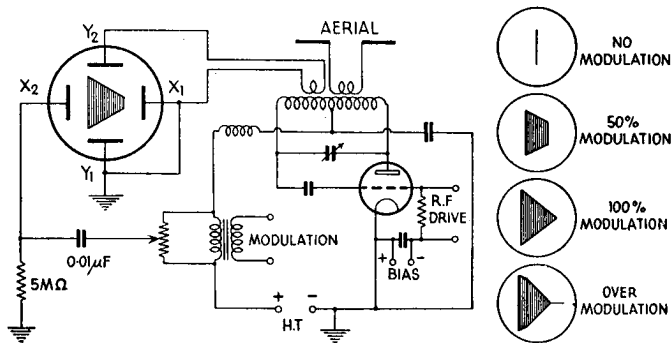 Y2
AERIAL
X2
X1
Y1
0·01µF
5MΩ
MODULATION
R.F
DRIVE
+ -
BIAS
+ -
H.T
NO
MODULATION
50%
MODULATION
100%
MODULATION
OVER
MODULATION